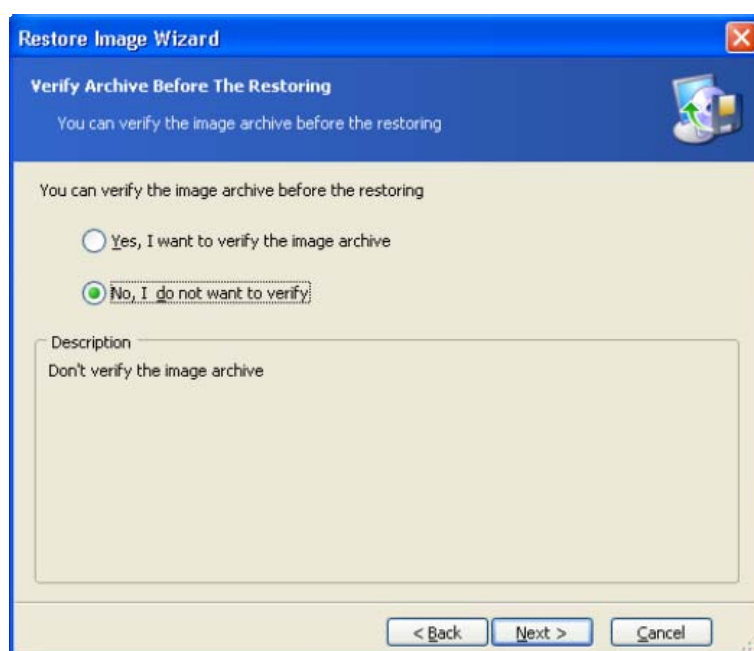 Restore Image Wizard
Verify Archive Before The Restoring
You can verify the image archive before the restoring
You can verify the image archive before the restoring
Yes, I want to verify the image archive
No, I do not want to verify
Description
Don't verify the image archive
< Back Next > Cancel